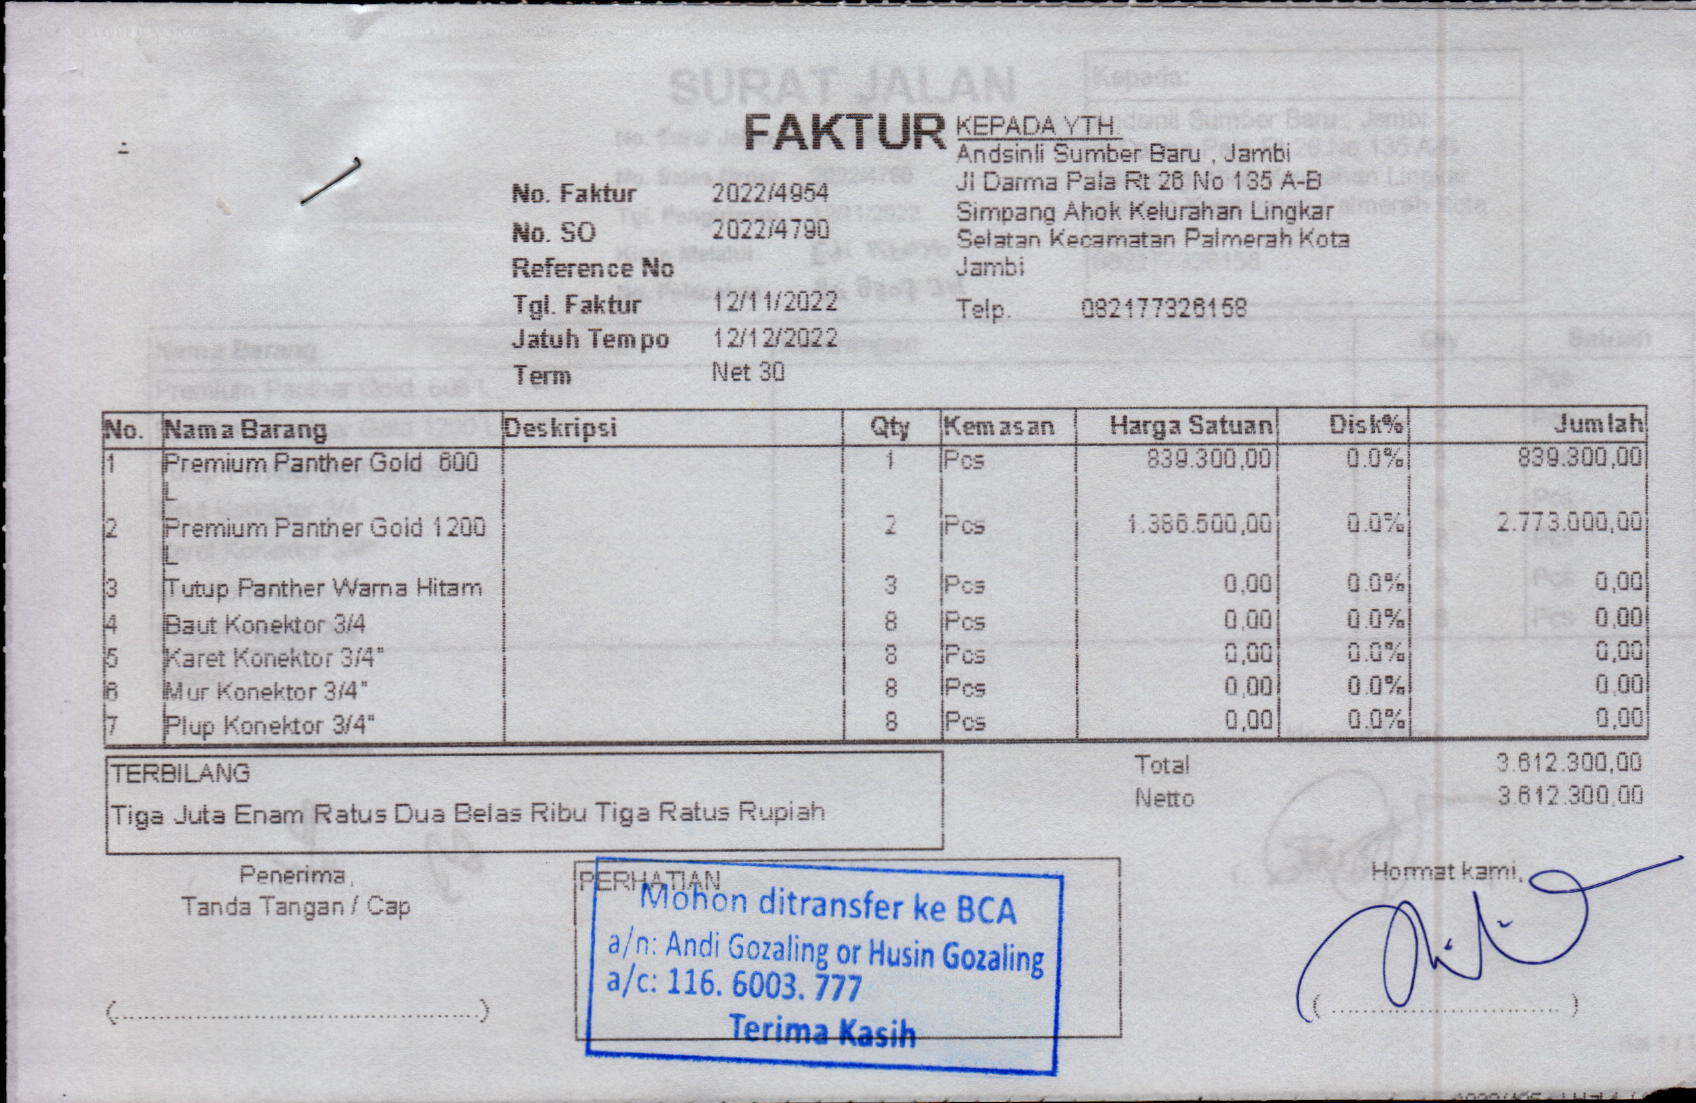 FAKTUR
KEPADA YTH.
Andsinli Sumber Baru , Jambi
Jl Darma Pala Rt 26 No 135 A-B
Simpang Ahok Kelurahan Lingkar
Selatan Kecamatan Palmerah Kota
Jambi
Telp. 082177326158
No. Faktur 2022/4954
No. SO 2022/4790
Reference No
Tgl. Faktur 12/11/2022
Jatuh Tempo 12/12/2022
Term Net 30
No. Nama Barang Deskripsi Qty Kemasan Harga Satuan Disk% Jumlah
1 Premium Panther Gold 600 1 Pcs 839.300,00 0.0% 839.300,00
L
2 Premium Panther Gold 1200 2 Pcs 1.386.500,00 0.0% 2.773.000,00
L
3 Tutup Panther Warna Hitam 3 Pcs 0,00 0.0% 0,00
4 Baut Konektor 3/4 8 Pcs 0,00 0.0% 0,00
5 Karet Konektor 3/4" 8 Pcs 0,00 0.0% 0,00
6 Mur Konektor 3/4" 8 Pcs 0,00 0.0% 0,00
7 Plup Konektor 3/4" 8 Pcs 0,00 0.0% 0,00
TERBILANG
Tiga Juta Enam Ratus Dua Belas Ribu Tiga Ratus Rupiah
Total 3.612.300,00
Netto 3.612.300,00
Penerima,
Tanda Tangan / Cap
(..........................................)
PERHATIAN
Mohon ditransfer ke BCA
a/n: Andi Gozaling or Husin Gozaling
a/c: 116. 6003. 777
Terima Kasih
Hormat kami,
( ................................ )
SURAT JALAN
Kepada:
Nama Barang